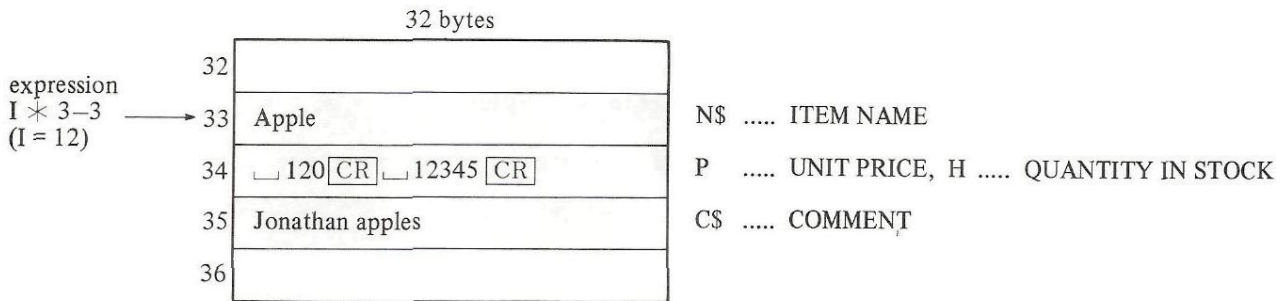 32 bytes
32
expression
I * 3–3
(I = 12)
33 Apple N$ ..... ITEM NAME
34 ⎵ 120 CR ⎵ 12345 CR P ..... UNIT PRICE, H ..... QUANTITY IN STOCK
35 Jonathan apples C$ ..... COMMENT
36